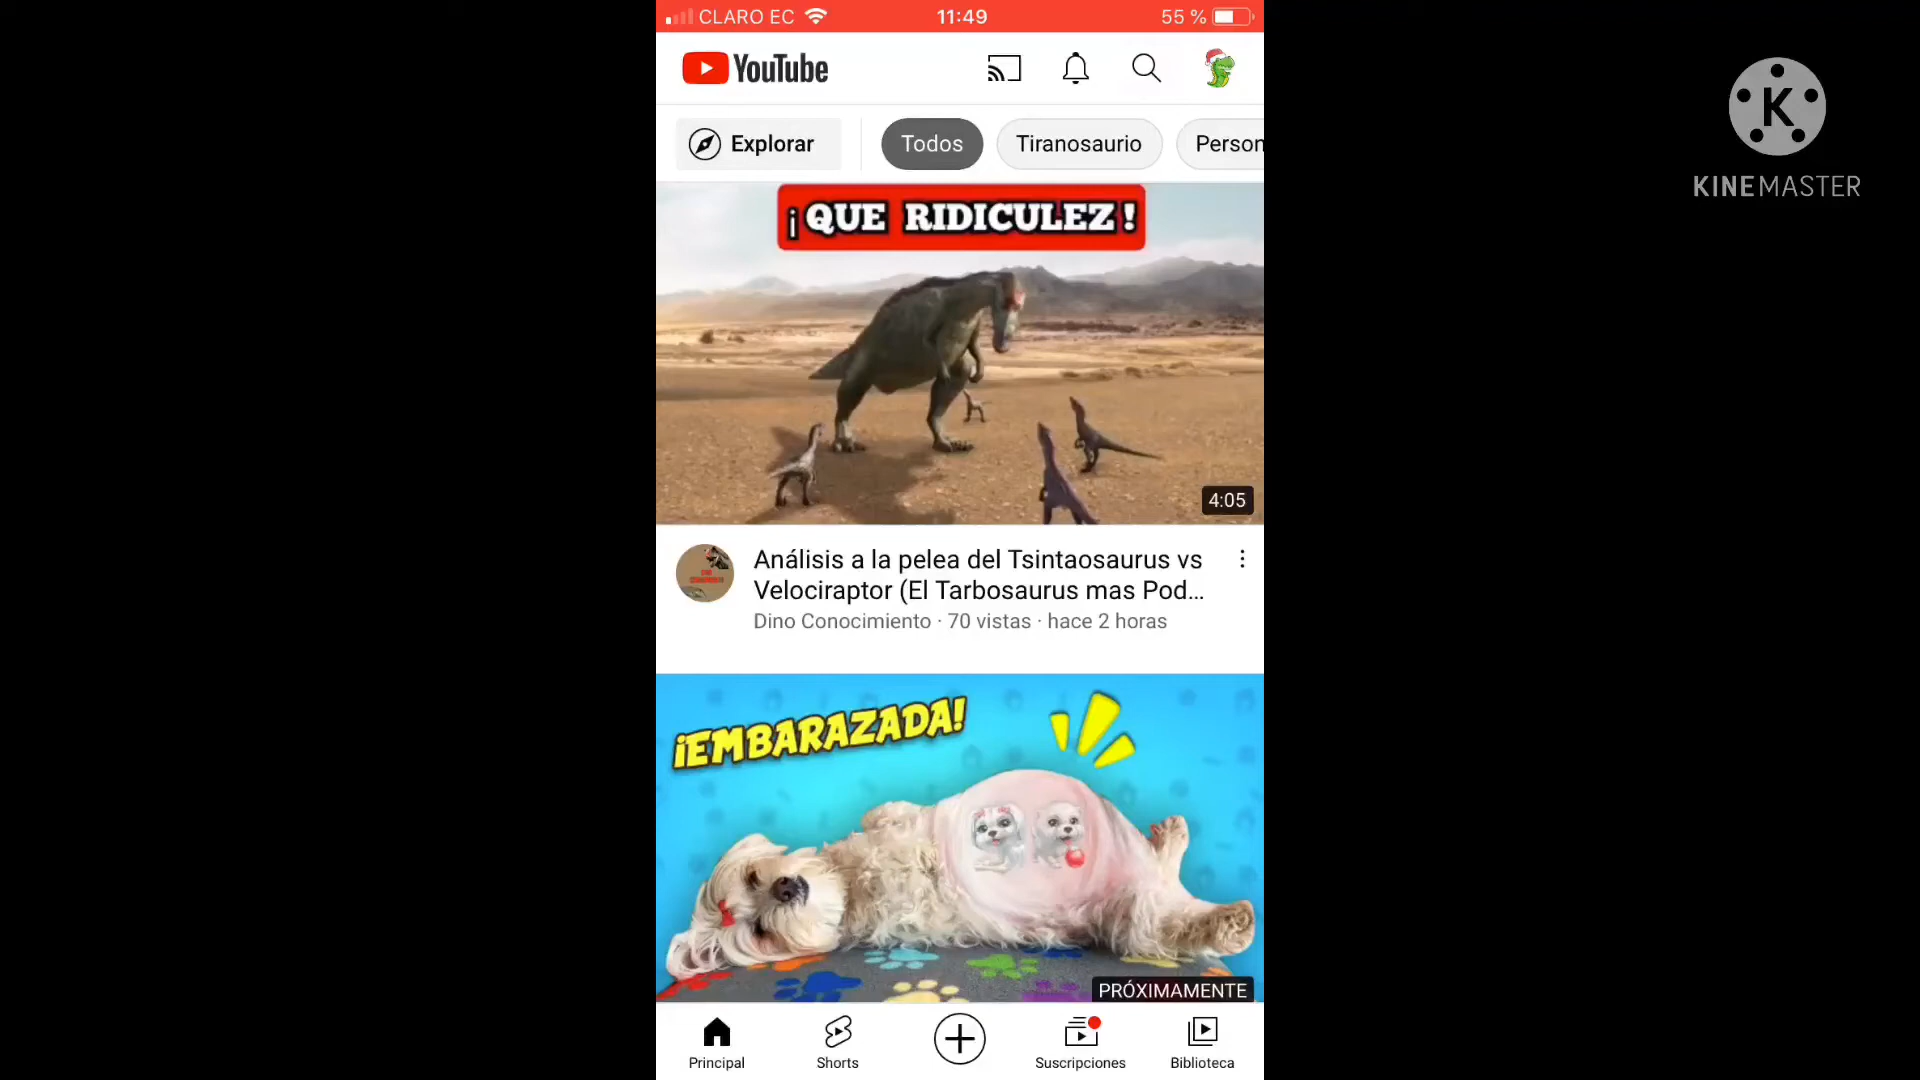 CLARO EC
11:49
55 %
YouTube
Explorar
Todos
Tiranosaurio
Person
¡QUE RIDICULEZ!
4:05
Análisis a la pelea del Tsintaosaurus vs
Velociraptor (El Tarbosaurus mas Pod...
Dino Conocimiento · 70 vistas · hace 2 horas
¡EMBARAZADA!
PRÓXIMAMENTE
Principal
Shorts
Suscripciones
Biblioteca
K
KINEMASTER